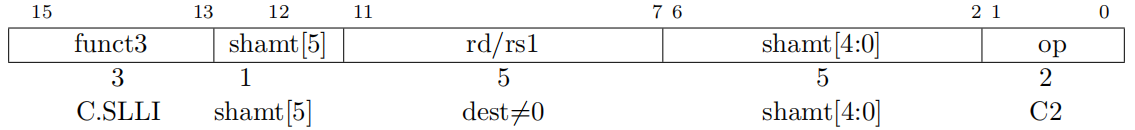 15 13 12 11 7 6 2 1 0
funct3 shamt[5] rd/rs1 shamt[4:0] op
3 1 5 5 2
C.SLLI shamt[5] dest≠0 shamt[4:0] C2